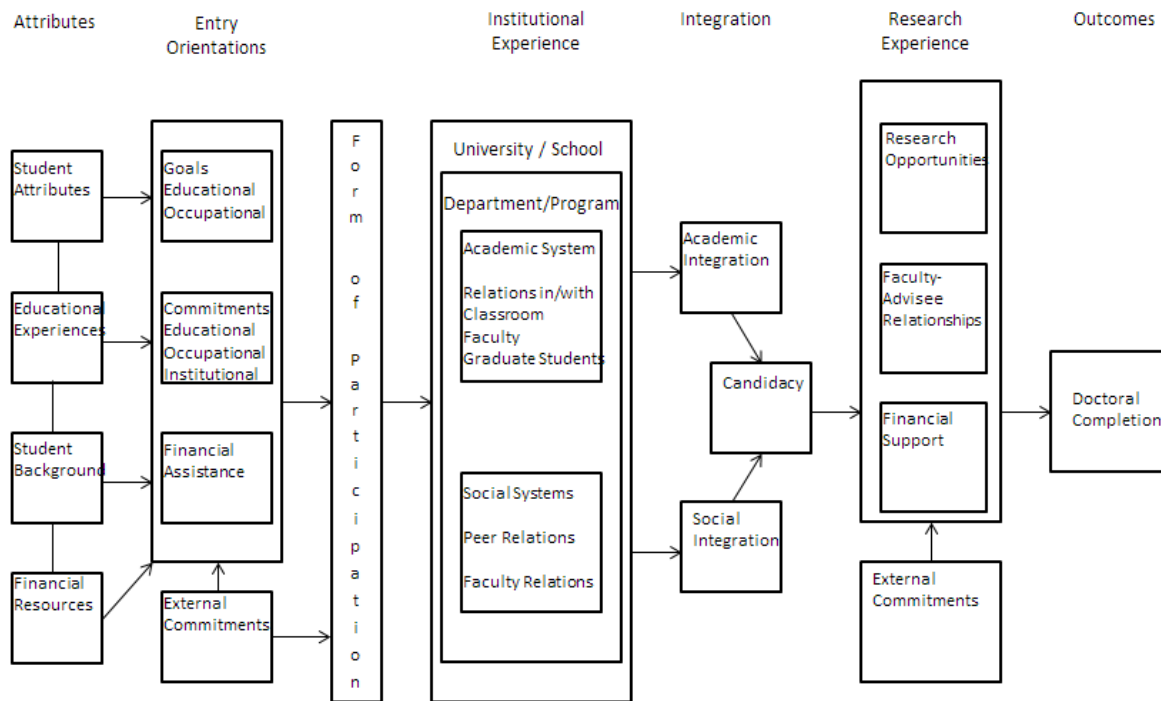 Attributes
Entry
Orientations
Institutional
Experience
Integration
Research
Experience
Outcomes
Student
Attributes
Educational
Experiences
Student
Background
Financial
Resources
Goals
Educational
Occupational
Commitments
Educational
Occupational
Institutional
Financial
Assistance
External
Commitments
Form of Participation
University / School
Department/Program
Academic System
Relations in/with
Classroom
Faculty
Graduate Students
Social Systems
Peer Relations
Faculty Relations
Academic
Integration
Candidacy
Social
Integration
Research
Opportunities
Faculty-
Advisee
Relationships
Financial
Support
External
Commitments
Doctoral
Completion